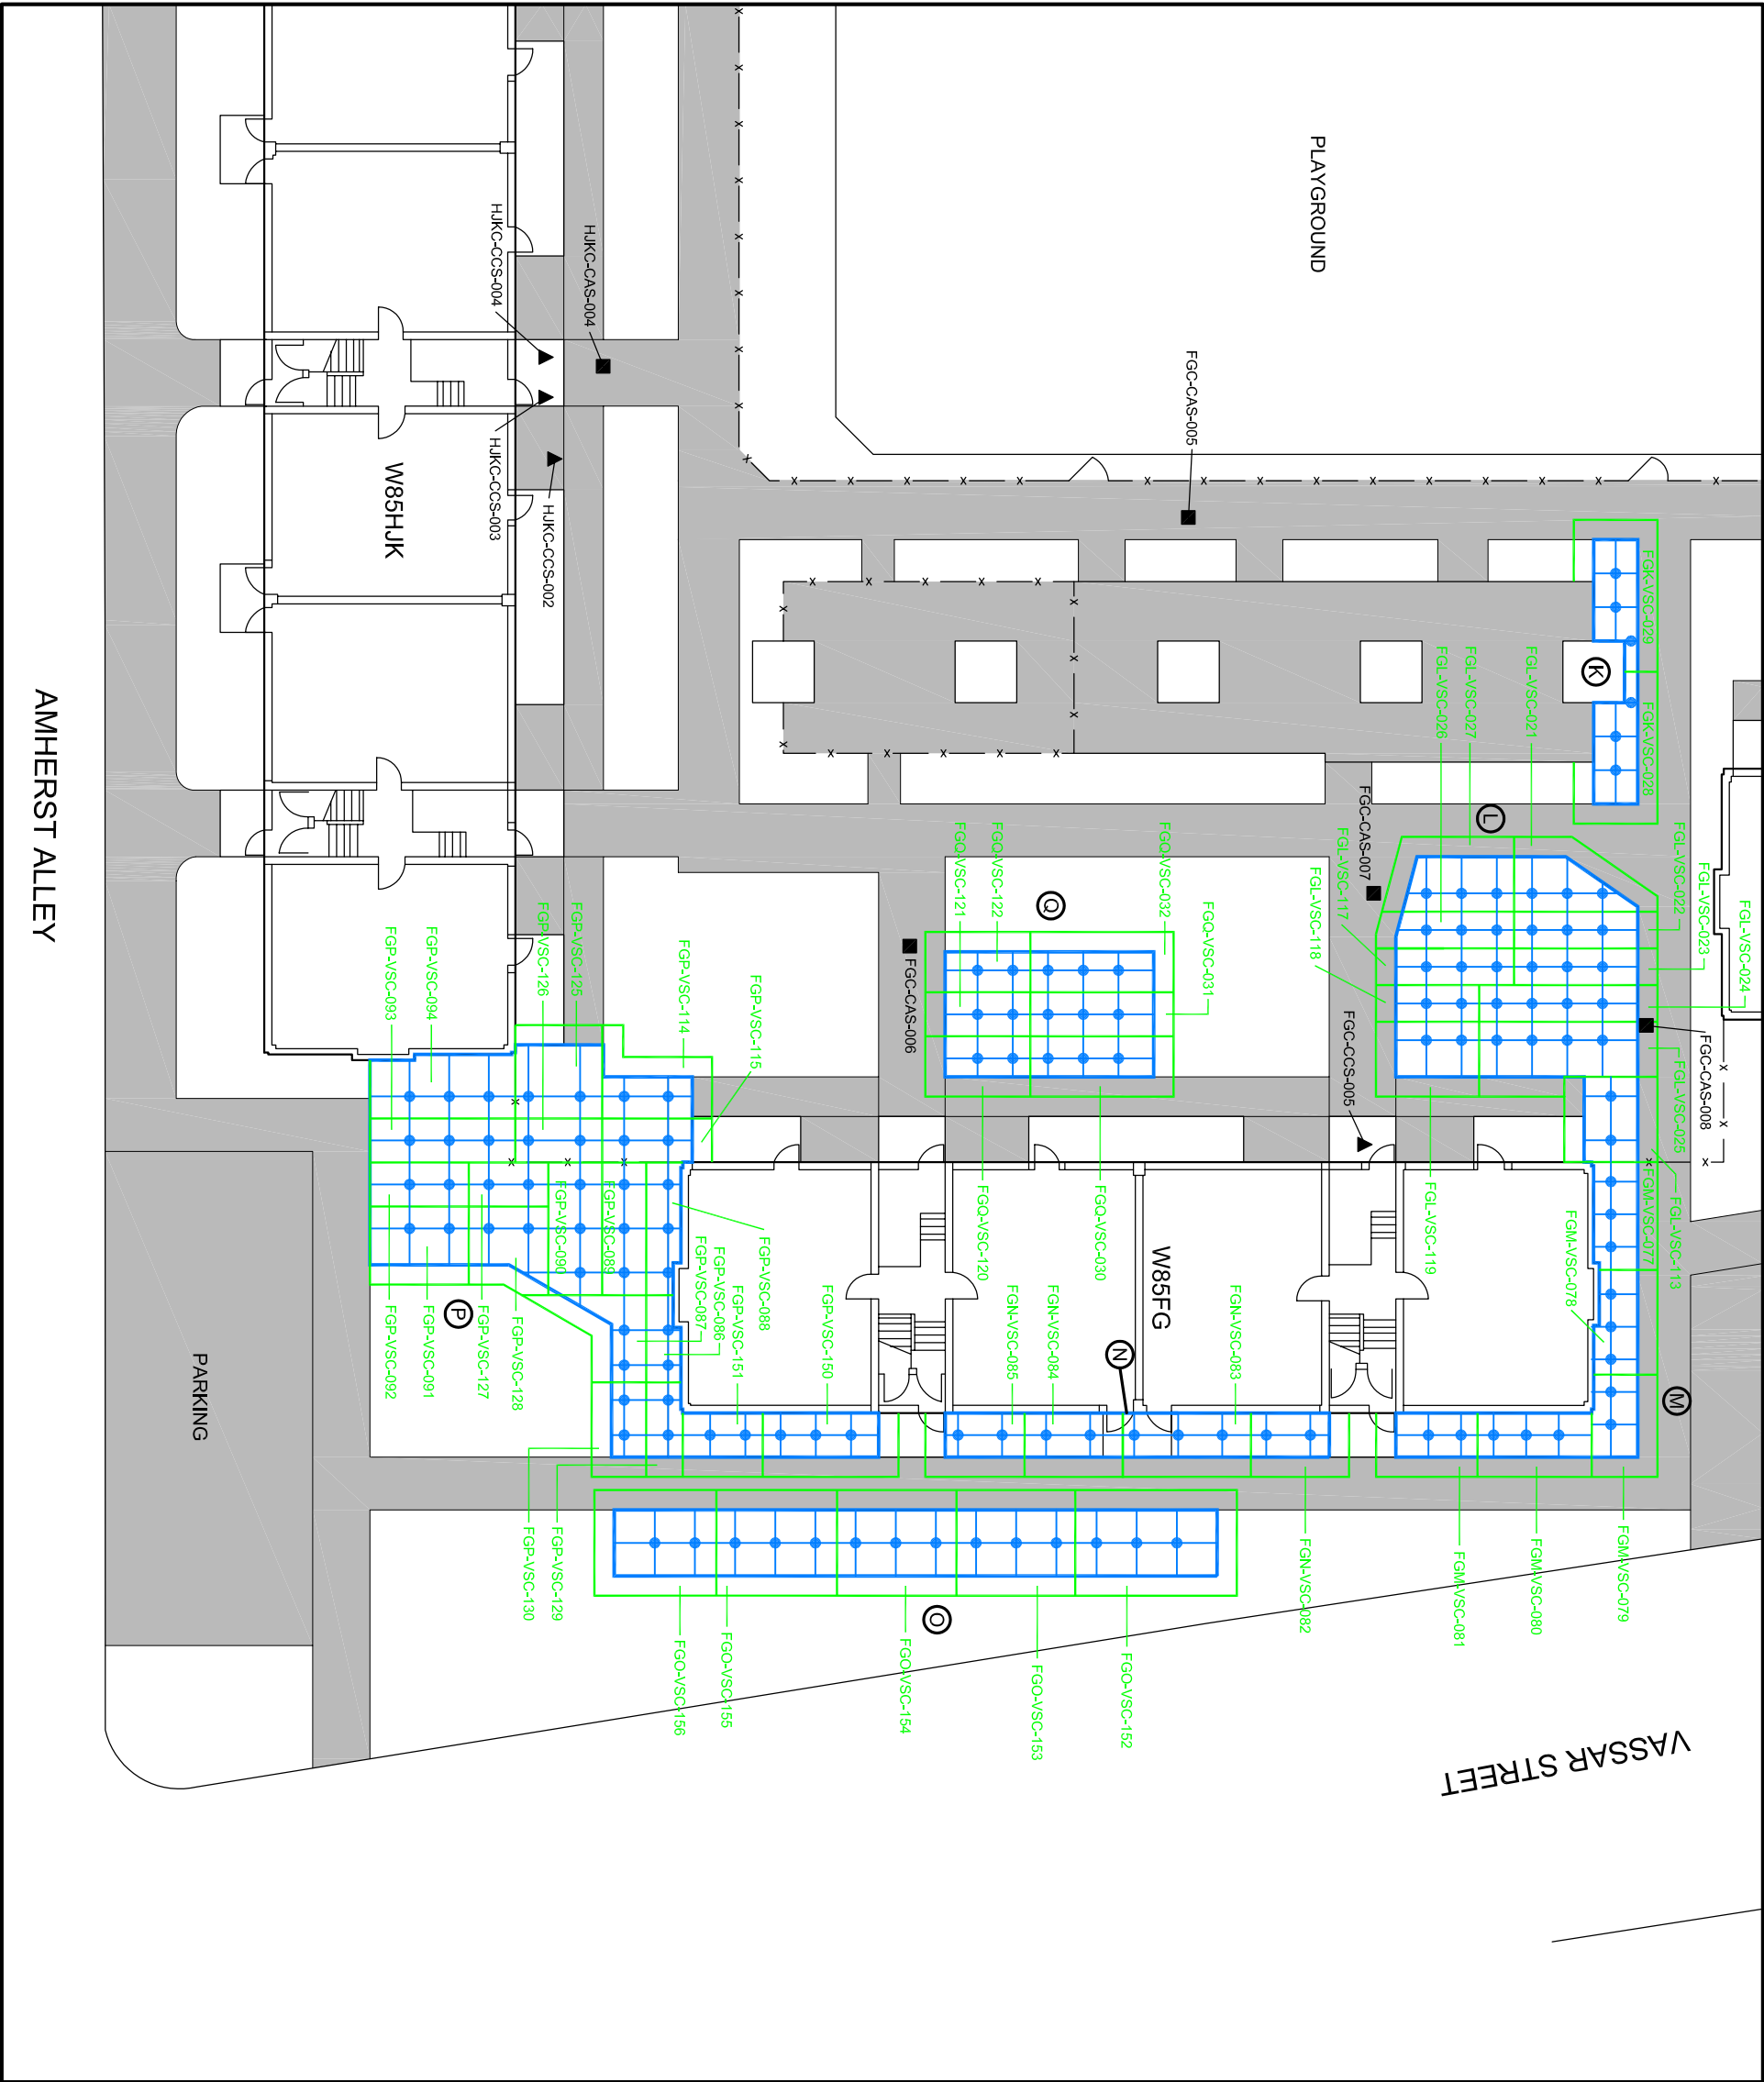 PLAYGROUND
HJKC-CAS-004
HJKC-CCS-004
HJKC-CCS-003
HJKC-CCS-002
W85HJK
FGC-CAS-005
FGK-VSC-029
K
FGK-VSC-028
FGL-VSC-021
FGL-VSC-027
FGL-VSC-026
L
FGC-CAS-007
FGL-VSC-022
FGL-VSC-023
FGL-VSC-024
FGL-VSC-117
FGL-VSC-118
FGC-CAS-008
FGL-VSC-025
FGL-VSC-113
FGL-VSC-119
FGC-CCS-005
FGQ-VSC-032
FGQ-VSC-122
FGQ-VSC-121
Q
FGQ-VSC-031
FGC-CAS-006
FGQ-VSC-030
FGQ-VSC-120
AMHERST ALLEY
FGP-VSC-093
FGP-VSC-094
FGP-VSC-126
FGP-VSC-125
FGP-VSC-114
FGP-VSC-115
FGP-VSC-090
FGP-VSC-089
FGP-VSC-088
FGP-VSC-087
FGP-VSC-086
FGP-VSC-151
FGP-VSC-150
P
FGP-VSC-092
FGP-VSC-091
FGP-VSC-127
FGP-VSC-128
FGP-VSC-130
FGP-VSC-129
W85FG
FGN-VSC-085
FGN-VSC-084
FGN-VSC-083
N
FGN-VSC-082
FGM-VSC-077
FGM-VSC-078
M
FGM-VSC-079
FGM-VSC-080
FGM-VSC-081
PARKING
FGO-VSC-156
FGO-VSC-155
FGO-VSC-154
O
FGO-VSC-153
FGO-VSC-152
VASSAR STREET